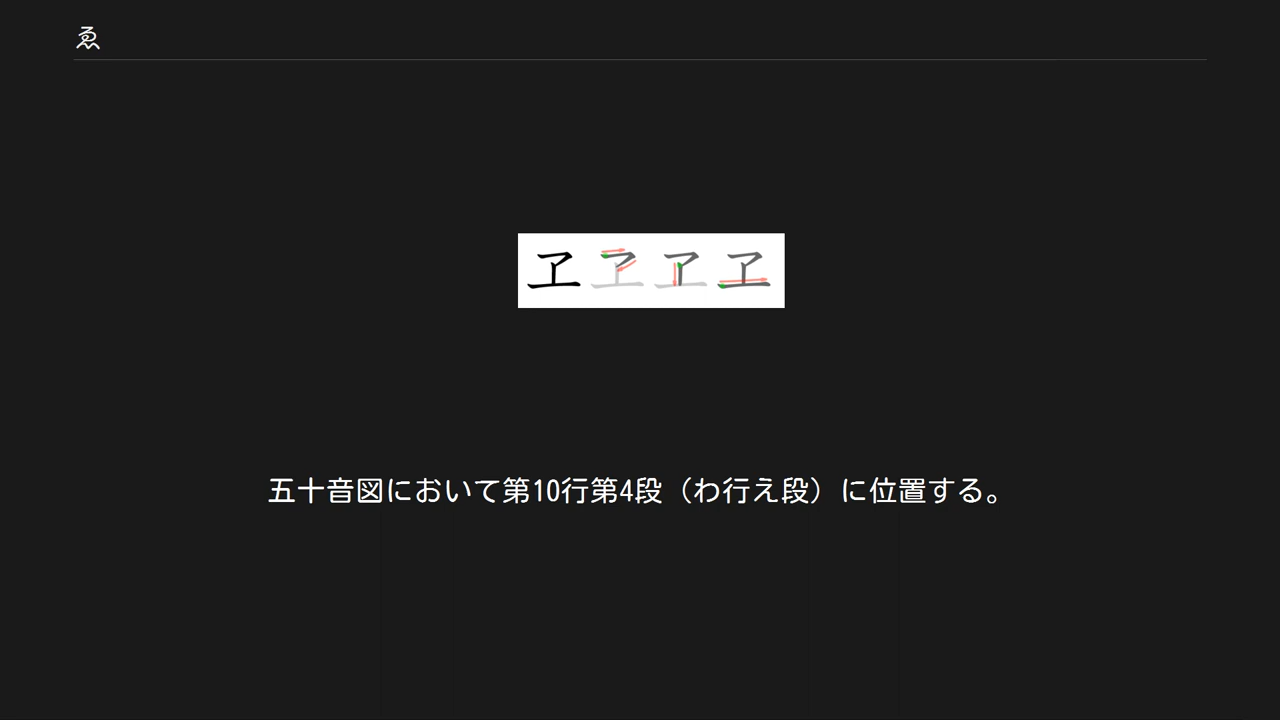 ゑ
ヱ ヱ ヱ ヱ
五十音図において第10行第4段（わ行え段）に位置する。